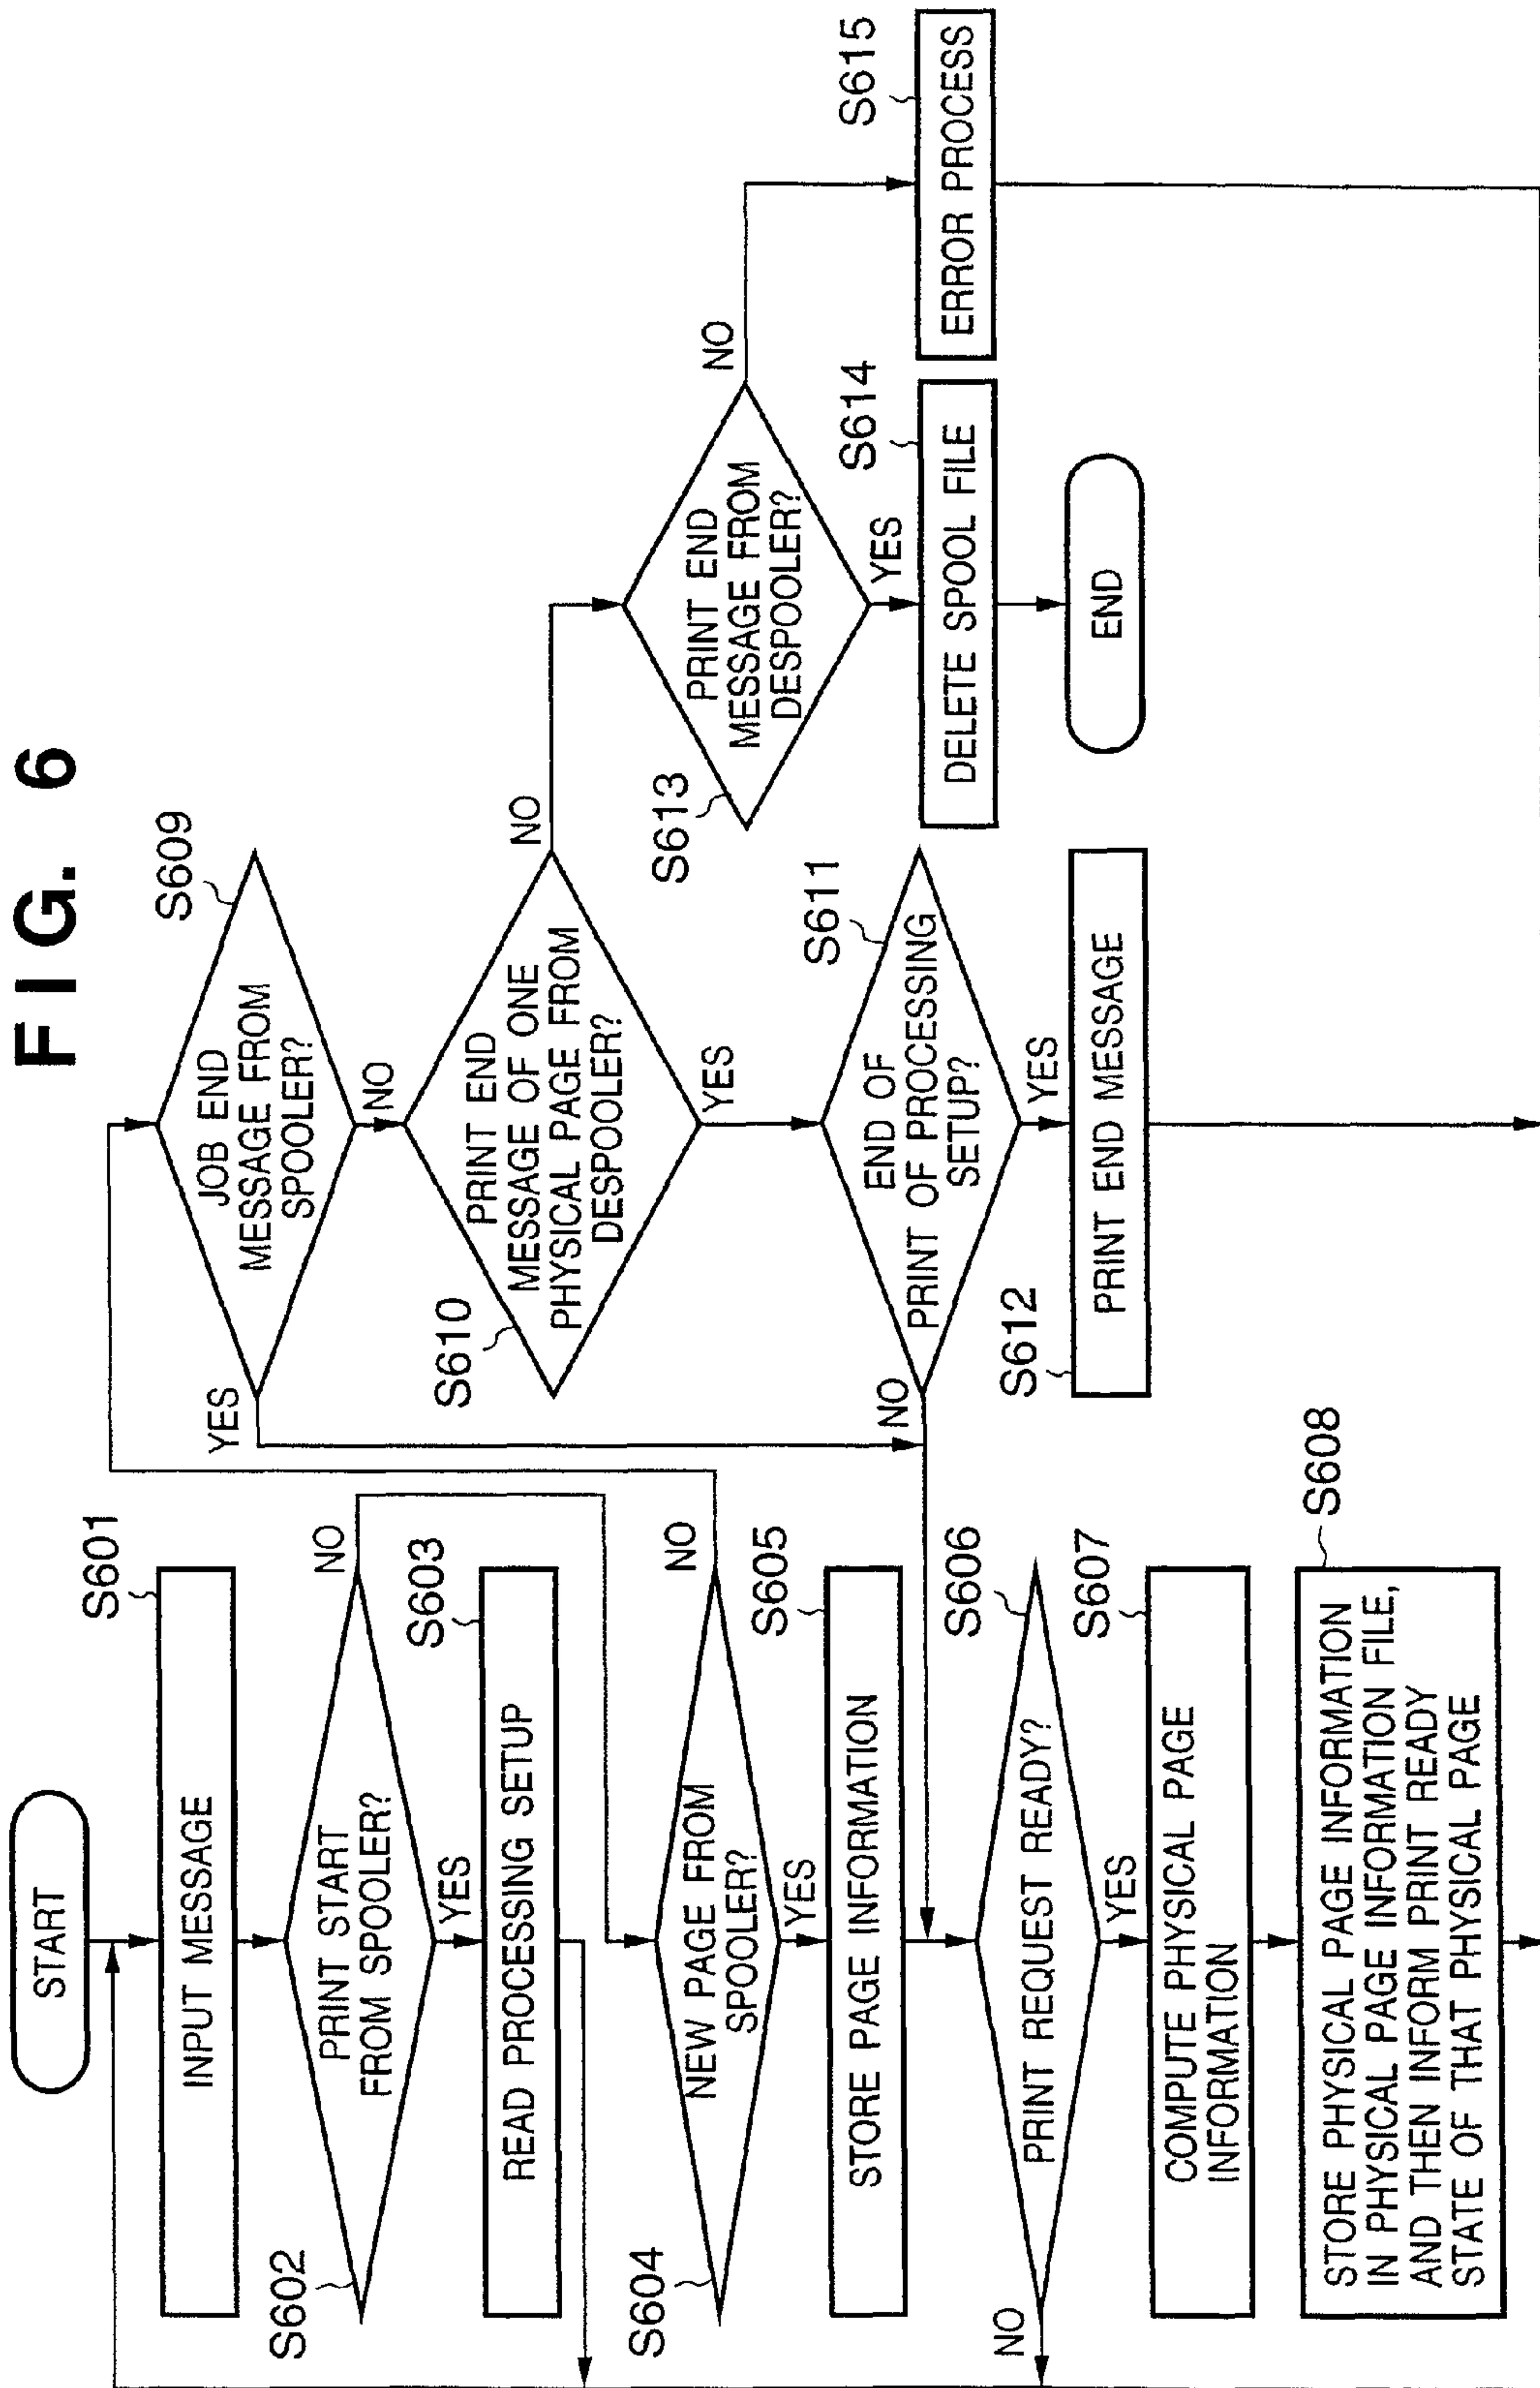 FIG. 6
START
S601
INPUT MESSAGE
S602
PRINT START
FROM SPOOLER?
NO
YES
S603
READ PROCESSING SETUP
S604
NEW PAGE FROM
SPOOLER?
NO
YES
S605
STORE PAGE INFORMATION
S606
PRINT REQUEST READY?
NO
YES
S607
COMPUTE PHYSICAL PAGE
INFORMATION
S608
STORE PHYSICAL PAGE INFORMATION
IN PHYSICAL PAGE INFORMATION FILE,
AND THEN INFORM PRINT READY
STATE OF THAT PHYSICAL PAGE
S609
JOB END
MESSAGE FROM
SPOOLER?
YES
NO
S610
PRINT END
MESSAGE OF ONE
PHYSICAL PAGE FROM
DESPOOLER?
NO
YES
S611
END OF
PRINT OF PROCESSING
SETUP?
NO
YES
S612
PRINT END MESSAGE
S613
PRINT END
MESSAGE FROM
DESPOOLER?
NO
YES
S614
DELETE SPOOL FILE
END
S615
ERROR PROCESS